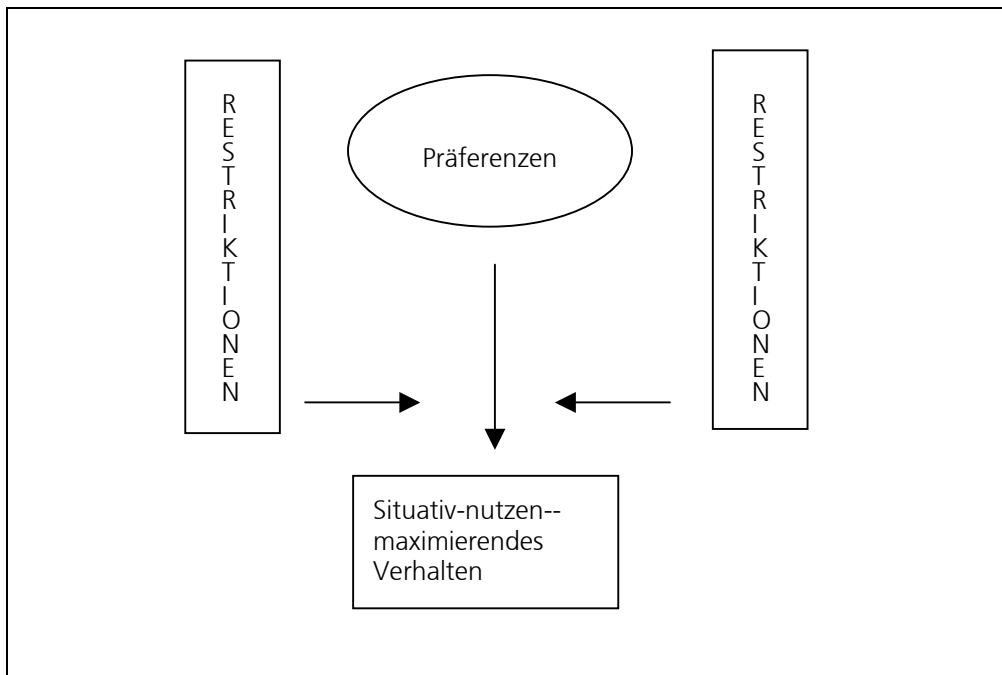 RESTRIKTIONEN
Präferenzen
RESTRIKTIONEN
Situativ-nutzen--
maximierendes
Verhalten